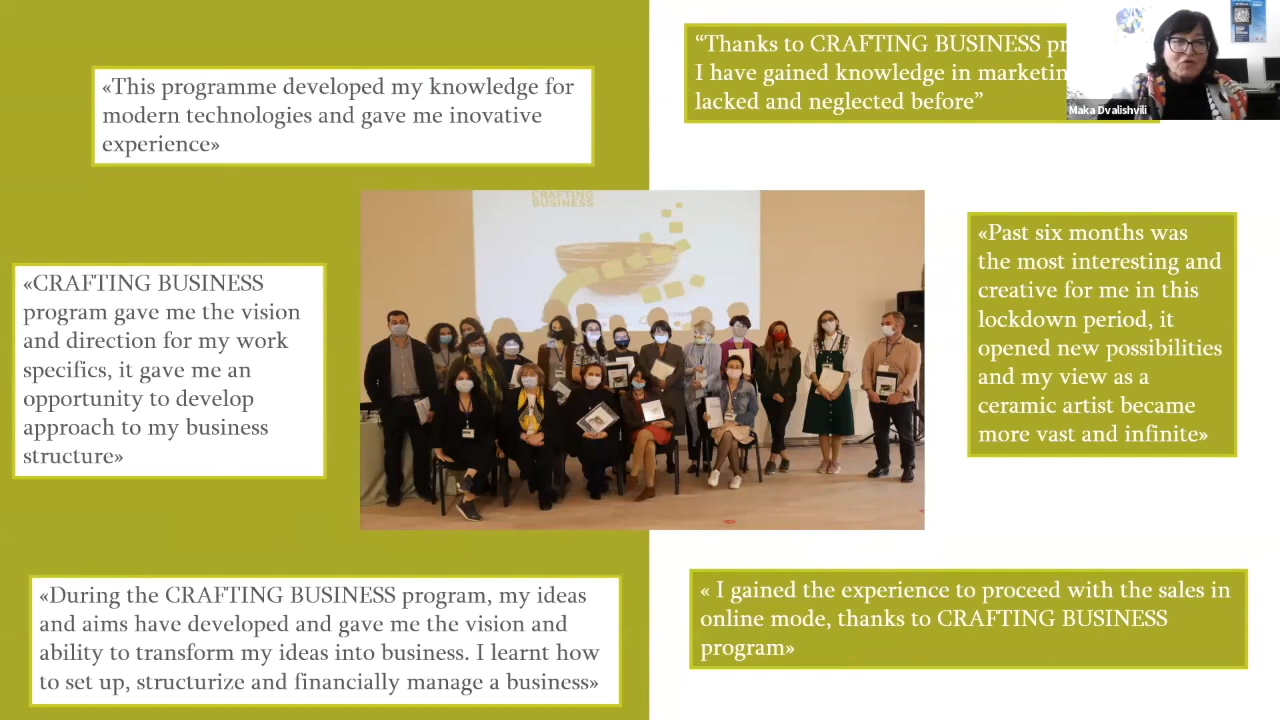 «This programme developed my knowledge for
modern technologies and gave me inovative
experience»
“Thanks to CRAFTING BUSINESS
I have gained knowledge in
lacked and neglected before”
Maka Dvalishvili
CRAFTING
BUSINESS
«CRAFTING BUSINESS
program gave me the vision
and direction for my work
specifics, it gave me an
opportunity to develop
approach to my business
structure»
«Past six months was
the most interesting and
creative for me in this
lockdown period, it
opened new possibilities
and my view as a
ceramic artist became
more vast and infinite»
«During the CRAFTING BUSINESS program, my ideas
and aims have developed and gave me the vision and
ability to transform my ideas into business. I learnt how
to set up, structurize and financially manage a business»
« I gained the experience to proceed with the sales in
online mode, thanks to CRAFTING BUSINESS
program»